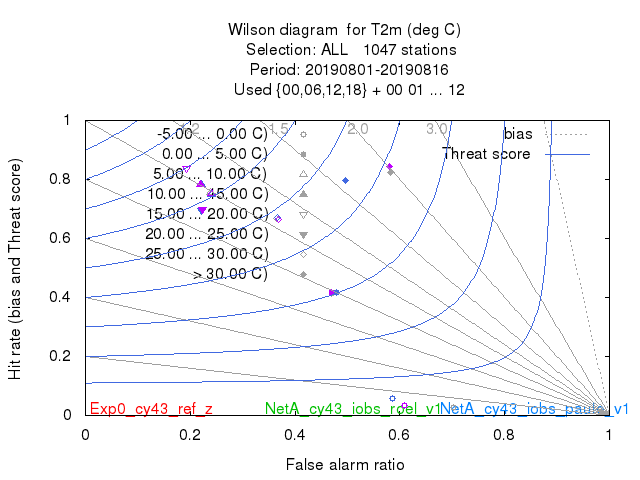 Wilson diagram for T2m (deg C)
Selection: ALL 1047 stations
Period: 20190801-20190816
Used {00,06,12,18} + 00 01 ... 12
Hit rate (bias and Threat score)
1
0.8
0.6
0.4
0.2
0
1.5
2.0
3.0
-5.00 ... 0.00 C)
0.00 ... 5.00 C)
5.00 ... 10.00 C)
10.00 ... 15.00 C)
15.00 ... 20.00 C)
20.00 ... 25.00 C)
25.00 ... 30.00 C)
> 30.00 C)
bias
Threat score
Exp0_cy43_ref_z
NetA_cy43_iobs_roel_v1
NetA_cy43_iobs_paulo_v1
0
0.2
0.4
0.6
0.8
1
False alarm ratio